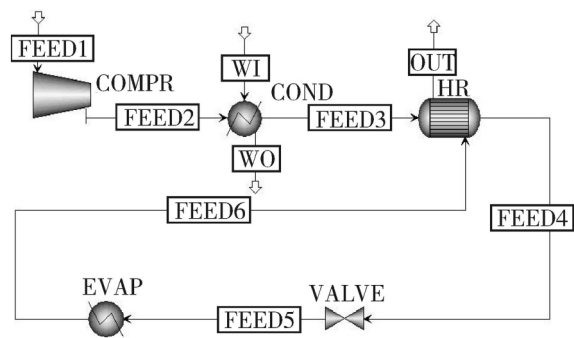 FEED1
COMPR
WI
OUT
HR
COND
FEED2
FEED3
WO
FEED6
FEED4
EVAP
VALVE
FEED5